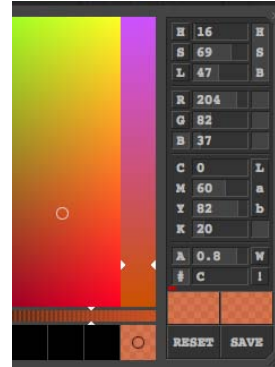 H 16 H
S 69 S
L 47 B
R 204
G 82
B 37
C 0 L
M 60 a
Y 82 b
K 20
A 0.8 W
# C !
RESET SAVE